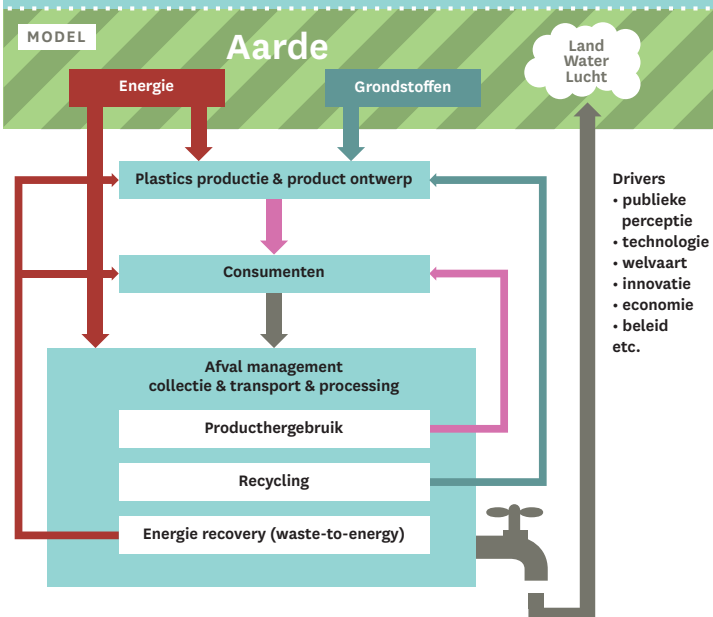 MODEL
Aarde
Land
Water
Lucht
Energie
Grondstoffen
Plastics productie & product ontwerp
Consumenten
Afval management
collectie & transport & processing
Producthergebruik
Recycling
Energie recovery (waste-to-energy)
Drivers
• publieke
perceptie
• technologie
• welvaart
• innovatie
• economie
• beleid
etc.